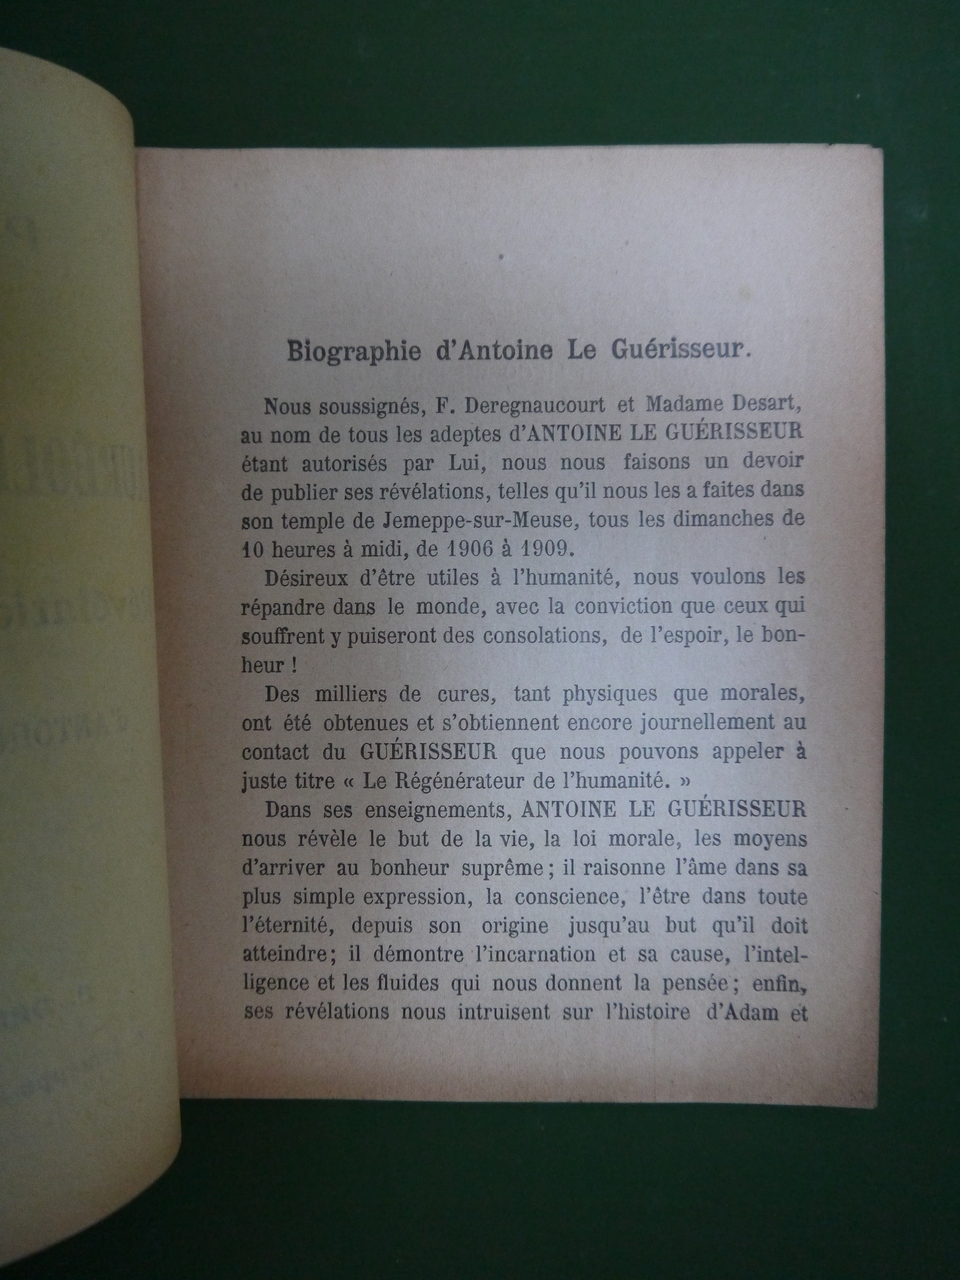 Biographie d'Antoine Le Guérisseur.
Nous soussignés, F. Deregnaucourt et Madame Desart,
au nom de tous les adeptes d'ANTOINE LE GUÉRISSEUR
étant autorisés par Lui, nous nous faisons un devoir
de publier ses révélations, telles qu'il nous les a faites dans
son temple de Jemeppe-sur-Meuse, tous les dimanches de
10 heures à midi, de 1906 à 1909.
Désireux d'être utiles à l'humanité, nous voulons les
répandre dans le monde, avec la conviction que ceux qui
souffrent y puiseront des consolations, de l'espoir, le bon-
heur !
Des milliers de cures, tant physiques que morales,
ont été obtenues et s'obtiennent encore journellement au
contact du GUÉRISSEUR que nous pouvons appeler à
juste titre « Le Régénérateur de l'humanité. »
Dans ses enseignements, ANTOINE LE GUÉRISSEUR
nous révèle le but de la vie, la loi morale, les moyens
d'arriver au bonheur suprême ; il raisonne l'âme dans sa
plus simple expression, la conscience, l'être dans toute
l'éternité, depuis son origine jusqu'au but qu'il doit
atteindre; il démontre l'incarnation et sa cause, l'intel-
ligence et les fluides qui nous donnent la pensée ; enfin,
ses révélations nous intruisent sur l'histoire d'Adam et